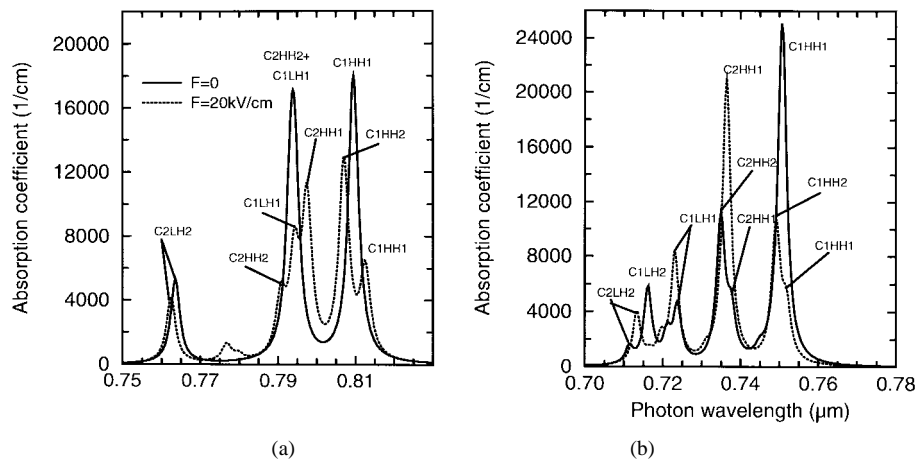 22000
20000
16000
12000
8000
4000
0
0.75
0.77
0.79
0.81
Absorption coefficient (1/cm)
F=0
F=20kV/cm
C2HH2+
C1LH1
C1HH1
C2HH1
C1HH2
C1LH1
C2LH2
C2HH2
C1HH1
(a)
24000
20000
16000
12000
8000
4000
0
0.70
0.72
0.74
0.76
0.78
Absorption coefficient (1/cm)
Photon wavelength (μm)
C1HH1
C2HH1
C2HH2
C1HH2
C1LH1
C2HH1
C1LH2
C1HH1
C2LH2
(b)